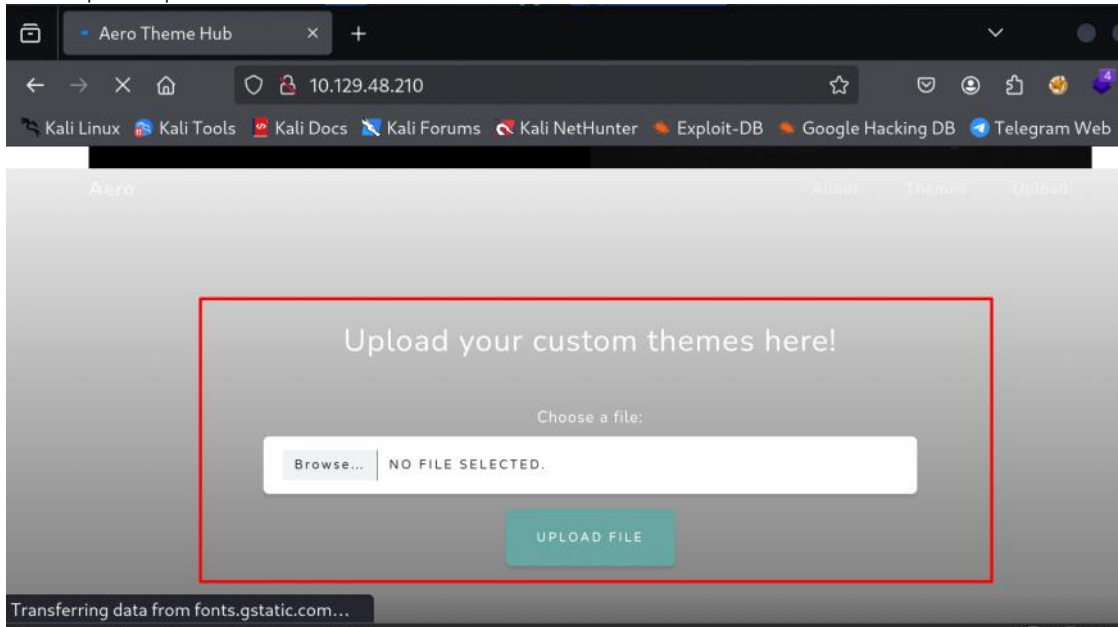 Aero Theme Hub
10.129.48.210
Kali Linux Kali Tools Kali Docs Kali Forums Kali NetHunter Exploit-DB Google Hacking DB Telegram Web
Aero About Themes Upload
Upload your custom themes here!
Choose a file:
Browse... NO FILE SELECTED.
UPLOAD FILE
Transferring data from fonts.gstatic.com...